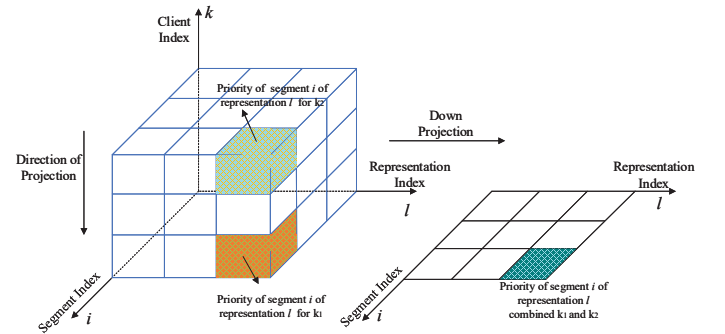 k
Client
Index
Priority of segment i of
representation l for k2
Direction of
Projection
Representation
Index
l
Segment Index
i
Priority of segment i of
representation l for k1
Down
Projection
Representation
Index
l
Segment Index
i
Priority of segment i of
representation l
combined k1 and k2